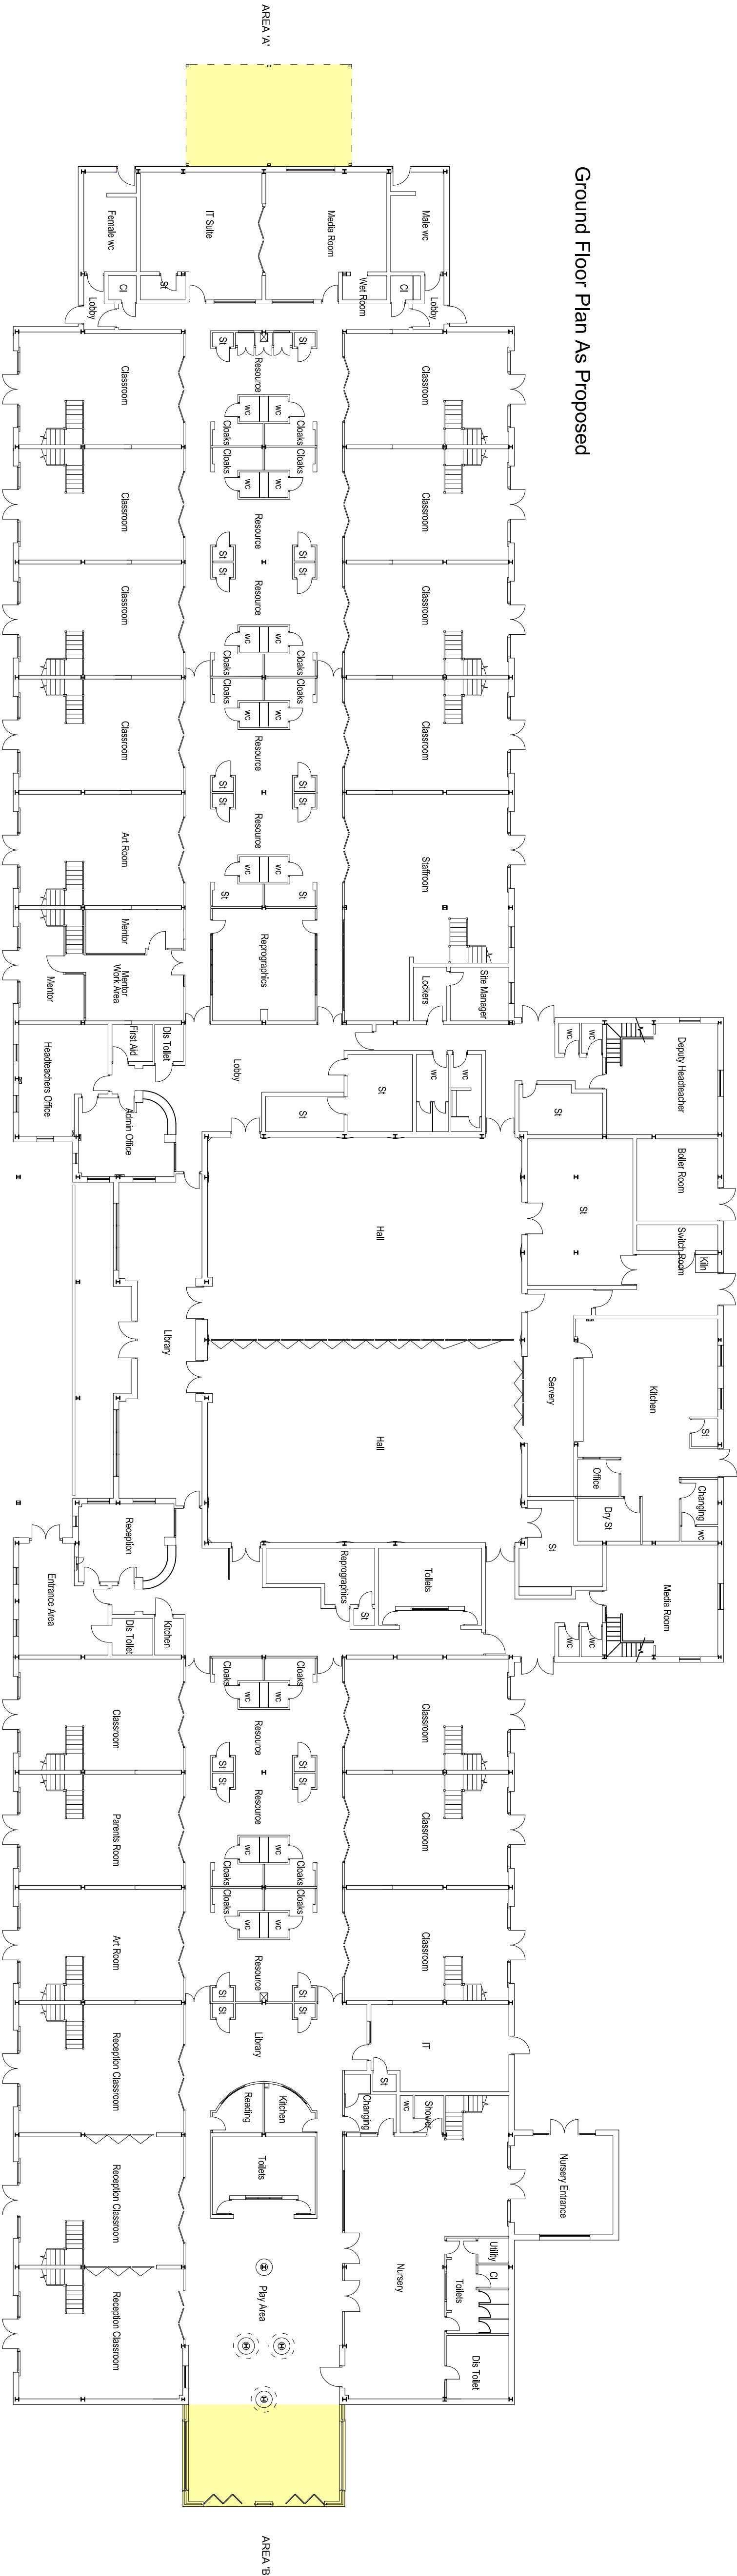 Ground Floor Plan As Proposed
AREA 'A'
Male wc
Media Room
IT Suite
Female wc
Lobby
Cl
Wet Room
St
Cl
Lobby
Classroom
St
St
Resource
Classroom
wc
wc
Cloaks
Cloaks
Cloaks
Cloaks
wc
wc
Classroom
Resource
Classroom
St
St
St
St
Classroom
Resource
Classroom
wc
wc
Cloaks
Cloaks
Cloaks
Cloaks
wc
wc
Classroom
Resource
Classroom
St
St
St
St
Staffroom
Resource
Art Room
wc
wc
St
St
Site Manager
Lockers
Reprographics
Mentor
Mentor
Work Area
Mentor
Deputy Headteacher
wc
wc
St
wc
wc
St
St
Lobby
Dis Toilet
First Aid
Headteachers Office
Admin Office
Boiler Room
St
Switch Room
Kiln
Hall
Library
Kitchen
Servery
St
Office
Changing
wc
Dry St
St
Hall
Reception
Entrance Area
Media Room
wc
wc
Toilets
Reprographics
St
Kitchen
Dis Toilet
Classroom
Cloaks
Cloaks
wc
wc
Resource
Classroom
St
St
St
St
Classroom
Resource
Parents Room
wc
wc
Cloaks
Cloaks
Cloaks
Cloaks
wc
wc
Classroom
Resource
Art Room
St
St
St
St
IT
Library
Reception Classroom
St
Changing
wc
Shower
Kitchen
Reading
Nursery Entrance
Toilets
Reception Classroom
Utility
Cl
Toilets
Nursery
Play Area
Dis Toilet
Reception Classroom
AREA 'B